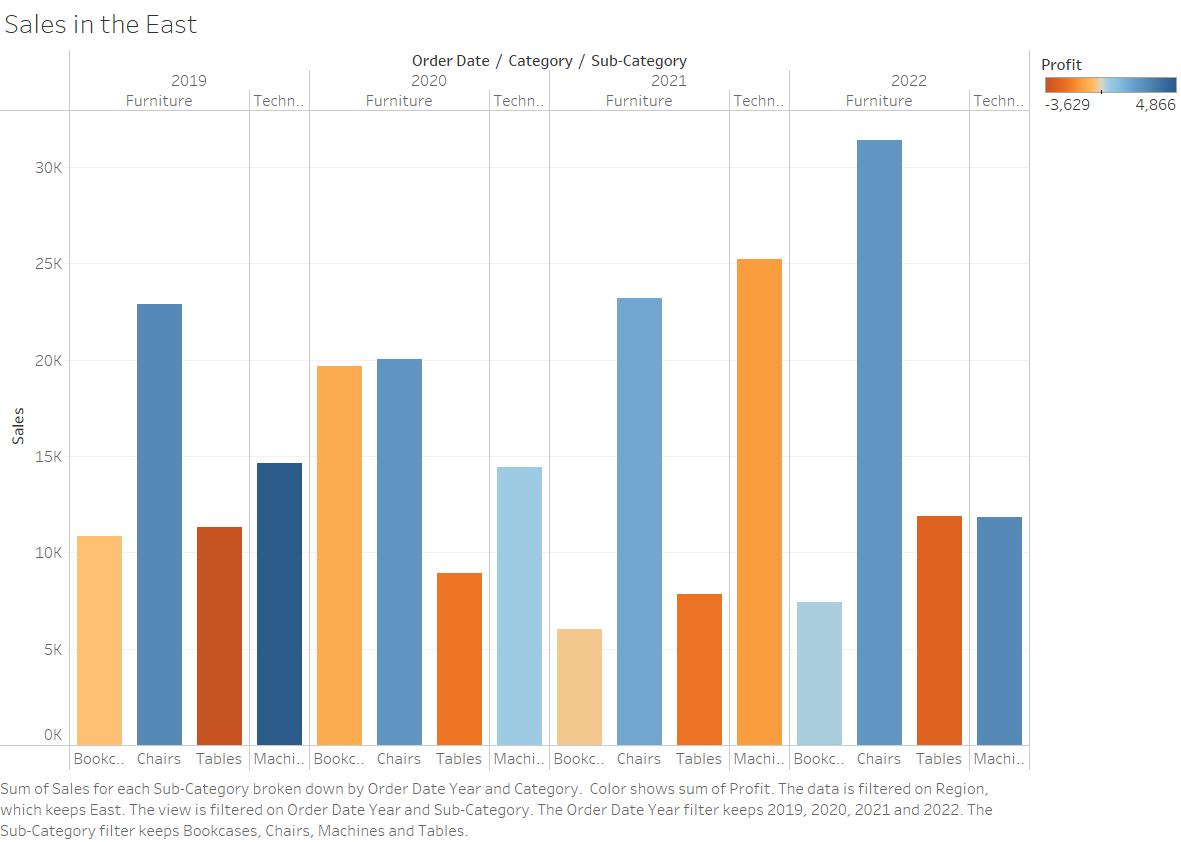 Sales in the East
Order Date / Category / Sub-Category
2019 2020 2021 2022
Furniture Techn.. Furniture Techn.. Furniture Techn.. Furniture Techn..
Profit
-3,629 4,866
30K
25K
20K
15K
10K
5K
0K
Sales
Bookc.. Chairs Tables Machi.. Bookc.. Chairs Tables Machi.. Bookc.. Chairs Tables Machi.. Bookc.. Chairs Tables Machi..
Sum of Sales for each Sub-Category broken down by Order Date Year and Category.  Color shows sum of Profit. The data is filtered on Region,
which keeps East. The view is filtered on Order Date Year and Sub-Category. The Order Date Year filter keeps 2019, 2020, 2021 and 2022. The
Sub-Category filter keeps Bookcases, Chairs, Machines and Tables.